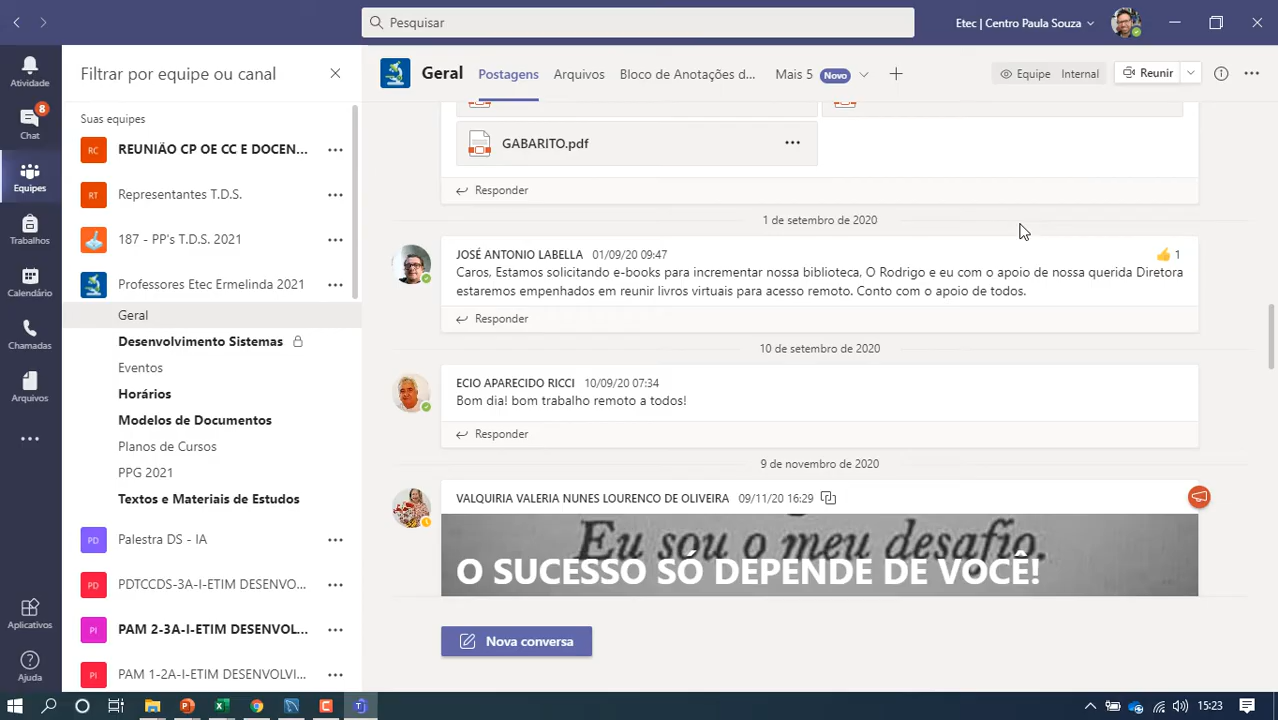 Pesquisar
Etec | Centro Paula Souza
Atividade
Chat
8
Equipes
Trabalhos
Calendário
Chamadas
Arquivos
Aplicativos
Ajuda
Filtrar por equipe ou canal
Suas equipes
RC REUNIÃO CP OE CC E DOCEN...
RT Representantes T.D.S.
187 - PP's T.D.S. 2021
Professores Etec Ermelinda 2021
Geral
Desenvolvimento Sistemas
Eventos
Horários
Modelos de Documentos
Planos de Cursos
PPG 2021
Textos e Materiais de Estudos
PD Palestra DS - IA
PD PDTCCDS-3A-I-ETIM DESENVO...
PI PAM 2-3A-I-ETIM DESENVOL...
PI PAM 1-2A-I-ETIM DESENVOLVI...
Geral Postagens Arquivos Bloco de Anotações d... Mais 5 Novo
Equipe Interna Reunir
GABARITO.pdf
Responder
1 de setembro de 2020
JOSÉ ANTONIO LABELLA 01/09/20 09:47 1
Caros, Estamos solicitando e-books para incrementar nossa biblioteca, O Rodrigo e eu com o apoio de nossa querida Diretora
estaremos empenhados em reunir livros virtuais para acesso remoto. Conto com o apoio de todos.
Responder
10 de setembro de 2020
ECIO APARECIDO RICCI 10/09/20 07:34
Bom dia! bom trabalho remoto a todos!
Responder
9 de novembro de 2020
VALQUIRIA VALERIA NUNES LOURENCO DE OLIVEIRA 09/11/20 16:29
Eu sou o meu desafio.
O SUCESSO SÓ DEPENDE DE VOCÊ!
Nova conversa
15:23